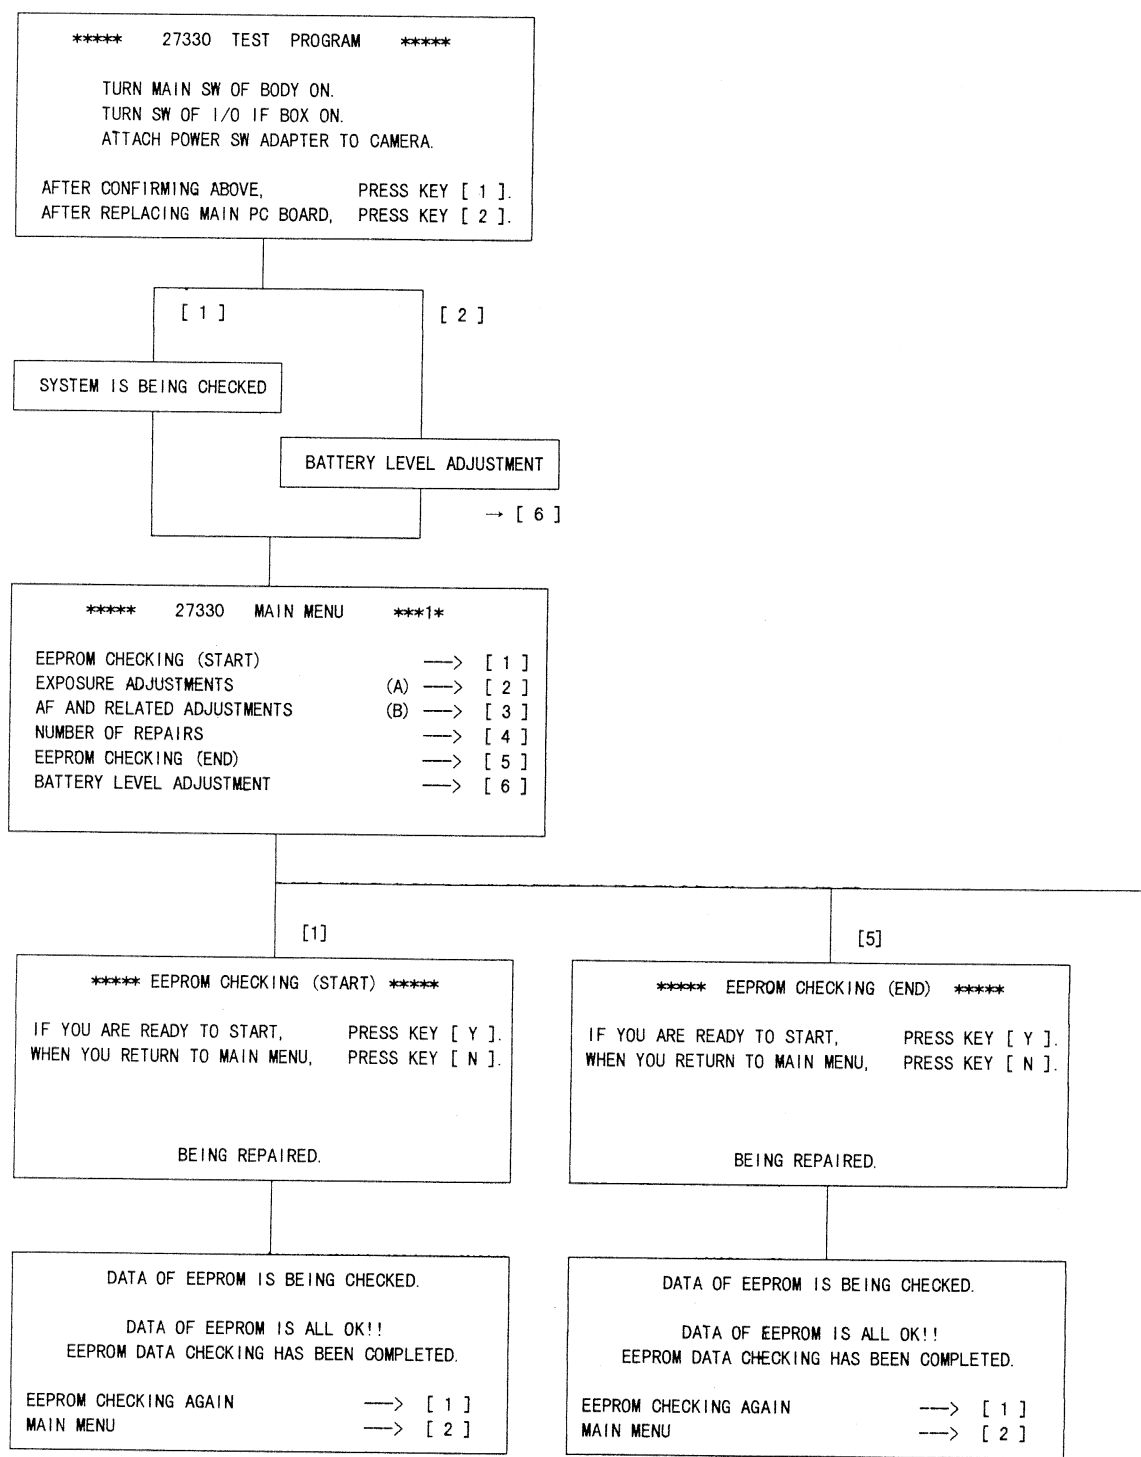 ***** 27330 TEST PROGRAM *****
TURN MAIN SW OF BODY ON.
TURN SW OF I/O IF BOX ON.
ATTACH POWER SW ADAPTER TO CAMERA.
AFTER CONFIRMING ABOVE, PRESS KEY [ 1 ].
AFTER REPLACING MAIN PC BOARD, PRESS KEY [ 2 ].
[ 1 ]
[ 2 ]
SYSTEM IS BEING CHECKED
BATTERY LEVEL ADJUSTMENT
→ [ 6 ]
***** 27330 MAIN MENU ***1*
EEPROM CHECKING (START) ---> [ 1 ]
EXPOSURE ADJUSTMENTS (A) ---> [ 2 ]
AF AND RELATED ADJUSTMENTS (B) ---> [ 3 ]
NUMBER OF REPAIRS ---> [ 4 ]
EEPROM CHECKING (END) ---> [ 5 ]
BATTERY LEVEL ADJUSTMENT ---> [ 6 ]
[1]
***** EEPROM CHECKING (START) *****
IF YOU ARE READY TO START, PRESS KEY [ Y ].
WHEN YOU RETURN TO MAIN MENU, PRESS KEY [ N ].
BEING REPAIRED.
DATA OF EEPROM IS BEING CHECKED.
DATA OF EEPROM IS ALL OK!!
EEPROM DATA CHECKING HAS BEEN COMPLETED.
EEPROM CHECKING AGAIN ---> [ 1 ]
MAIN MENU ---> [ 2 ]
[5]
***** EEPROM CHECKING (END) *****
IF YOU ARE READY TO START, PRESS KEY [ Y ].
WHEN YOU RETURN TO MAIN MENU, PRESS KEY [ N ].
BEING REPAIRED.
DATA OF EEPROM IS BEING CHECKED.
DATA OF EEPROM IS ALL OK!!
EEPROM DATA CHECKING HAS BEEN COMPLETED.
EEPROM CHECKING AGAIN ---> [ 1 ]
MAIN MENU ---> [ 2 ]